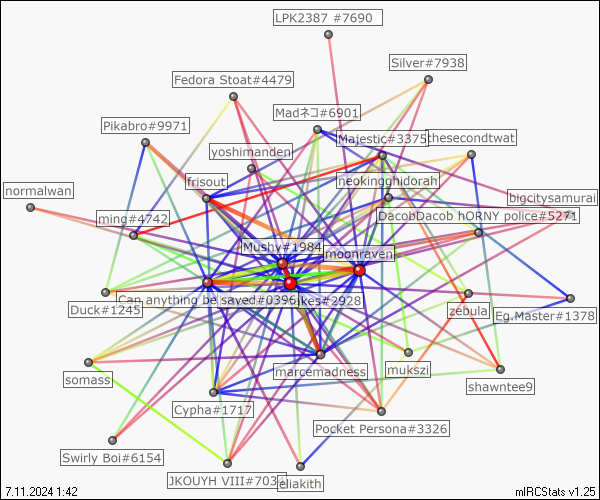 LPK2387 #7690
Silver#7938
Fedora Stoat#4479
Madネコ#6901
Pikabro#9971
Majestic#3375
thesecondtwat
yoshimanden
neokingghidorah
frisout
normalwan
bigcitysamurai
ming#4742
DacobDacob hORNY police#5271
Mushy#1984
moonraven
Can anything be saved#0396
kes#2928
Duck#1245
zebula
Eg.Master#1378
marcemadness
mukszi
somass
shawntee9
Cypha#1717
Pocket Persona#3326
Swirly Boi#6154
JKOUYH VIII#703
eliakith
7.11.2024 1:42
mIRCStats v1.25